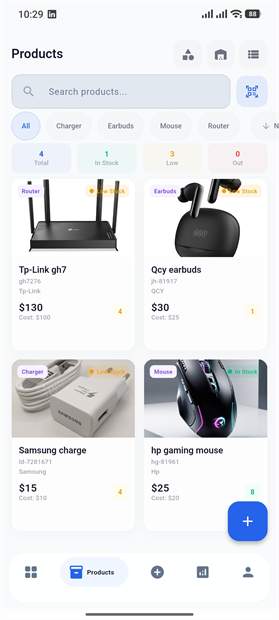 10:29
88
Products
Search products...
All
Charger
Earbuds
Mouse
Router
N
4
Total
1
In Stock
3
Low
0
Out
Router
Low Stock
Tp-Link gh7
gh7276
Tp-Link
$130
Cost: $100
4
Earbuds
Low Stock
Qcy earbuds
jh-81917
QCY
$30
Cost: $25
1
Charger
Low Stock
Samsung charge
ld-7281671
Samsung
$15
Cost: $10
4
Mouse
In Stock
hp gaming mouse
hg-81961
Hp
$25
Cost: $20
8
Products